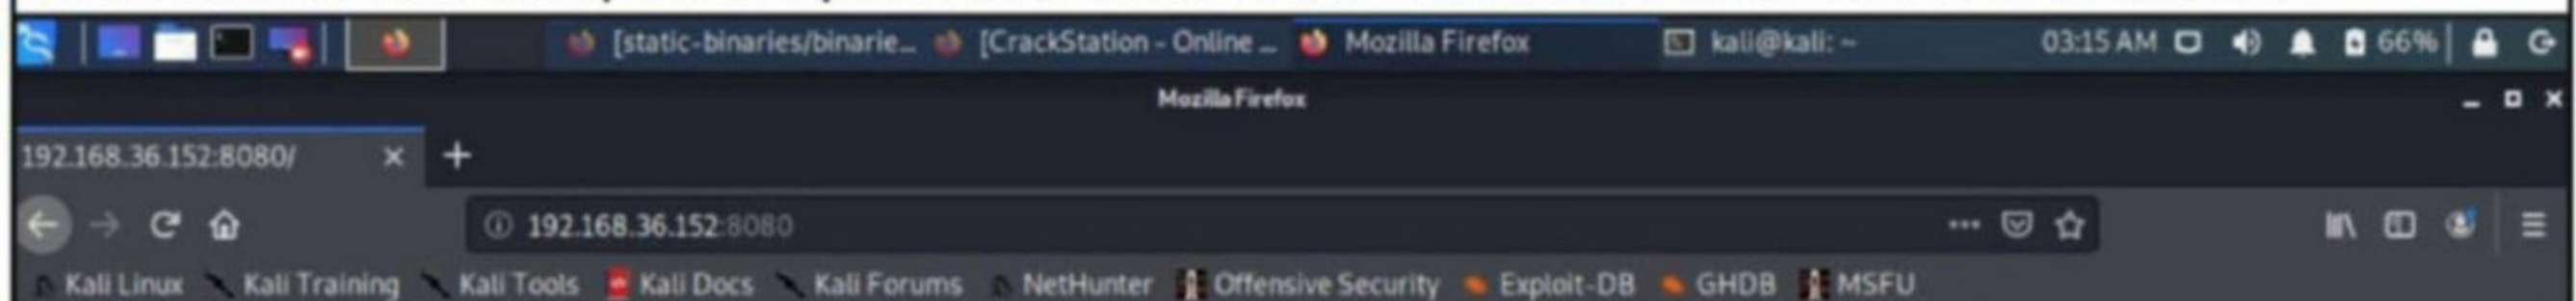 [static-binaries/binarie... [CrackStation - Online ... Mozilla Firefox kali@kali: ~ 03:15 AM 66%
Mozilla Firefox
192.168.36.152:8080/
192.168.36.152:8080
Kali Linux Kali Training Kali Tools Kali Docs Kali Forums NetHunter Offensive Security Exploit-DB GHDB MSFU